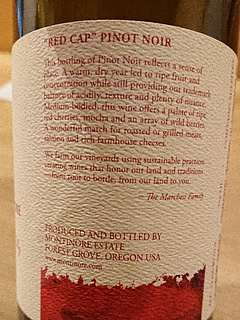 "RED CAP" PINOT NOIR
This bottling of Pinot Noir reflects a sense of
place. A warm, dry year led to ripe fruit and
concentration while still providing our trademark
balance of acidity, texture and plenty of nuance.
Medium-bodied, this wine offers a palate of ripe
red cherries, mocha and an array of wild berries.
A wonderful match for roasted or grilled meats,
salmon and rich farmhouse cheeses.
We farm our vineyards using sustainable practices
creating wines that honor our land and traditions
—from root to bottle, from our land to you.
The Marchesi Family
PRODUCED AND BOTTLED BY
MONTINORE ESTATE
FOREST GROVE, OREGON USA
www.montinore.com